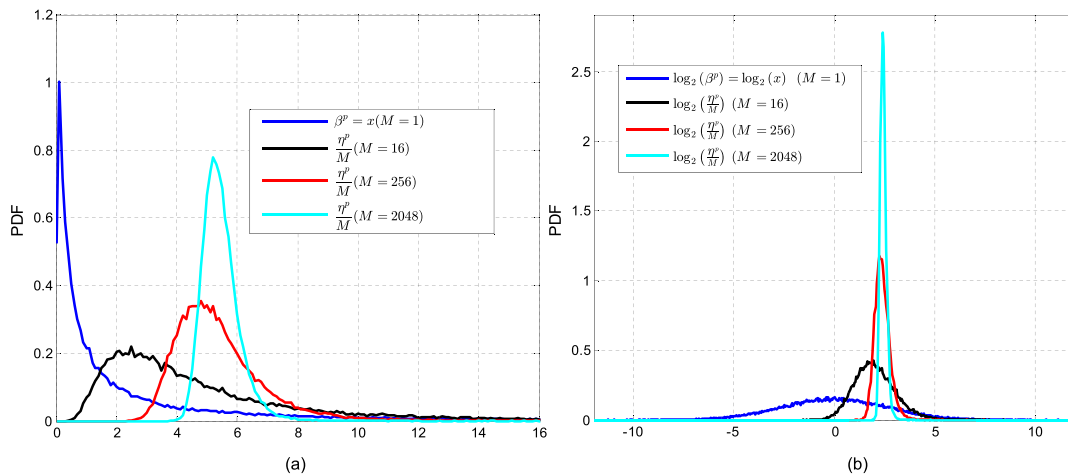 1.2
1
0.8
0.6
0.4
0.2
0
PDF
0 2 4 6 8 10 12 14 16
β^p = x(M = 1)
η^p/M (M = 16)
η^p/M (M = 256)
η^p/M (M = 2048)
(a)
2.5
2
1.5
1
0.5
0
PDF
-10 -5 0 5 10
log₂ (β^p) = log₂ (x) (M = 1)
log₂ (η^p/M) (M = 16)
log₂ (η^p/M) (M = 256)
log₂ (η^p/M) (M = 2048)
(b)